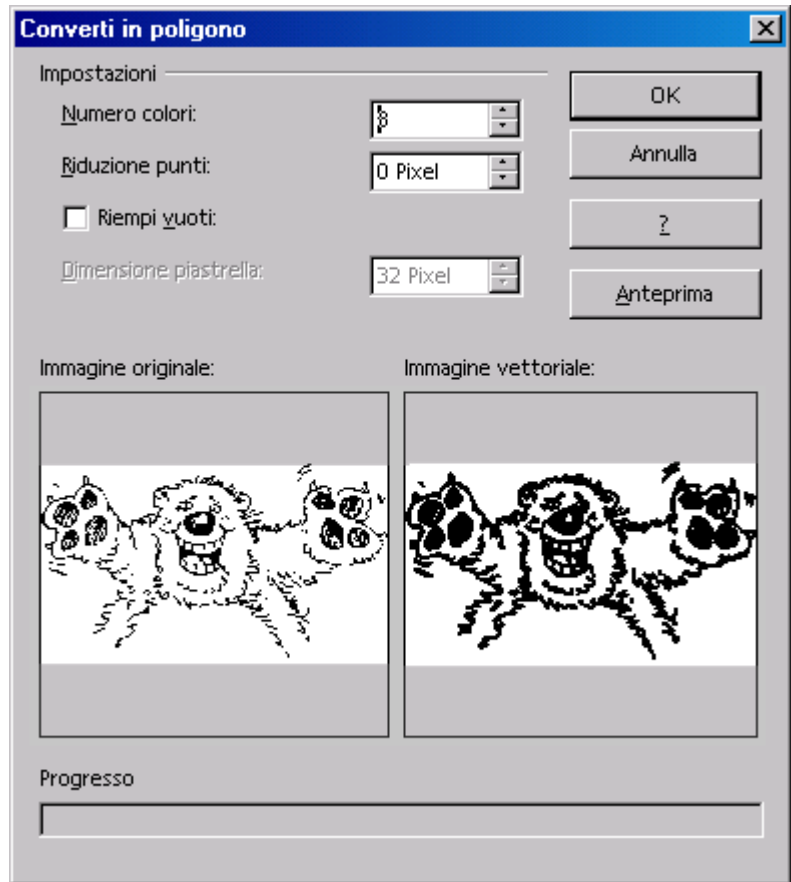 Converti in poligono
Impostazioni
Numero colori:
8
OK
Riduzione punti:
0 Pixel
Annulla
Riempi vuoti:
?
Dimensione piastrella:
32 Pixel
Anteprima
Immagine originale:
Immagine vettoriale:
Progresso